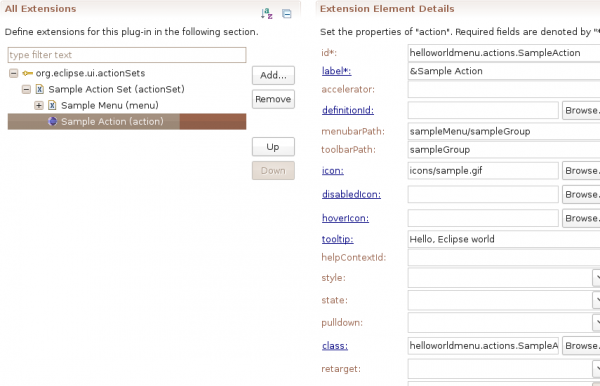 All Extensions
Define extensions for this plug-in in the following section.
type filter text
org.eclipse.ui.actionSets
Sample Action Set (actionSet)
Sample Menu (menu)
Sample Action (action)
Add...
Remove
Up
Down
Extension Element Details
Set the properties of "action". Required fields are denoted by "*
id*: helloworldmenu.actions.SampleAction
label*: &Sample Action
accelerator:
definitionId: Browse.
menubarPath: sampleMenu/sampleGroup
toolbarPath: sampleGroup
icon: icons/sample.gif Browse.
disabledIcon: Browse.
hoverIcon: Browse.
tooltip: Hello, Eclipse world
helpContextId:
style:
state:
pulldown:
class: helloworldmenu.actions.SampleA Browse.
retarget: